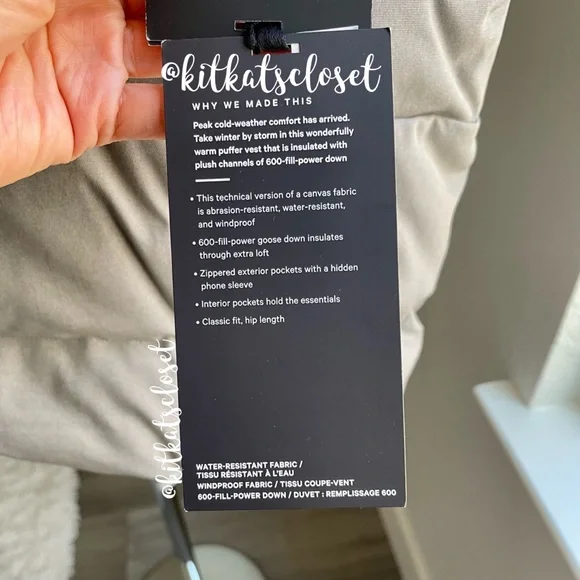 @kitkatscloset
WHY WE MADE THIS
Peak cold-weather comfort has arrived.
Take winter by storm in this wonderfully
warm puffer vest that is insulated with
plush channels of 600-fill-power down
• This technical version of a canvas fabric
is abrasion-resistant, water-resistant,
and windproof
• 600-fill-power goose down insulates
through extra loft
• Zippered exterior pockets with a hidden
phone sleeve
• Interior pockets hold the essentials
• Classic fit, hip length
@kitkatscloset
WATER-RESISTANT FABRIC /
TISSU RÉSISTANT À L'EAU
WINDPROOF FABRIC / TISSU COUPE-VENT
600-FILL-POWER DOWN / DUVET : REMPLISSAGE 600